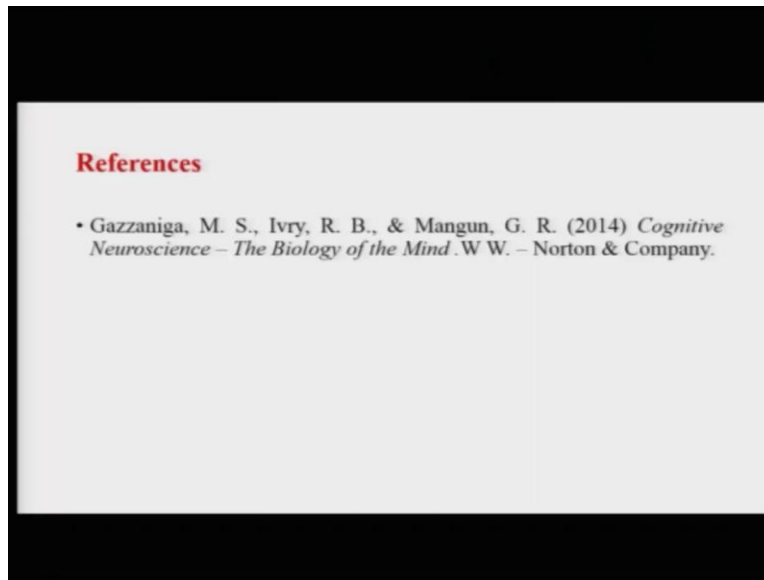 References
• Gazzaniga, M. S., Ivry, R. B., & Mangun, G. R. (2014) Cognitive
Neuroscience – The Biology of the Mind .W W. – Norton & Company.